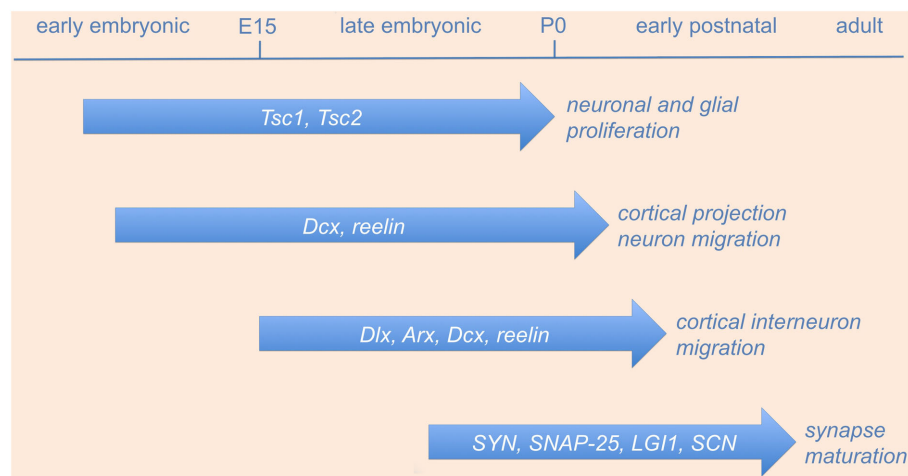 early embryonic E15 late embryonic P0 early postnatal adult
Tsc1, Tsc2
neuronal and glial
proliferation
Dcx, reelin
cortical projection
neuron migration
Dlx, Arx, Dcx, reelin
cortical interneuron
migration
SYN, SNAP-25, LGI1, SCN
synapse
maturation